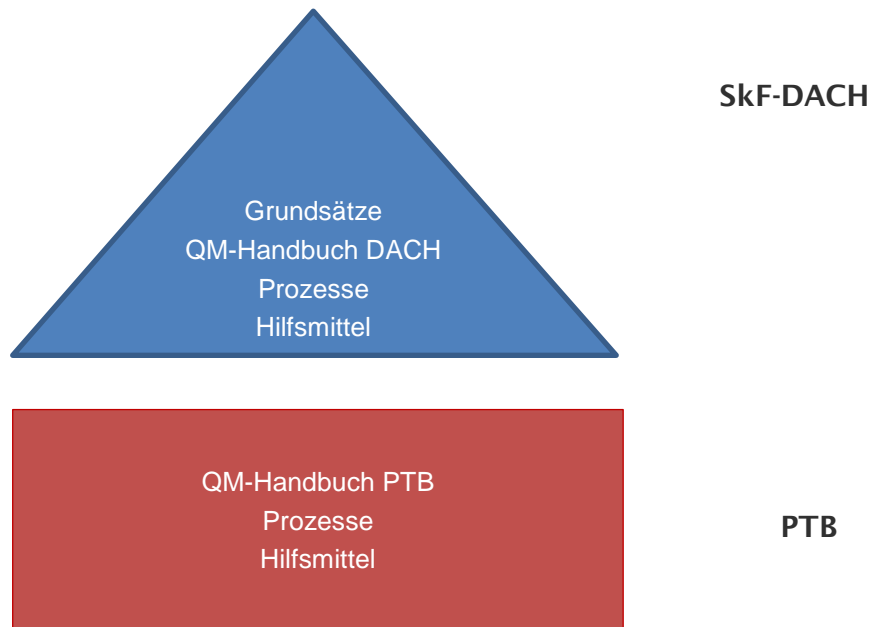 SkF-DACH
Grundsätze
QM-Handbuch DACH
Prozesse
Hilfsmittel
QM-Handbuch PTB
Prozesse
Hilfsmittel
PTB